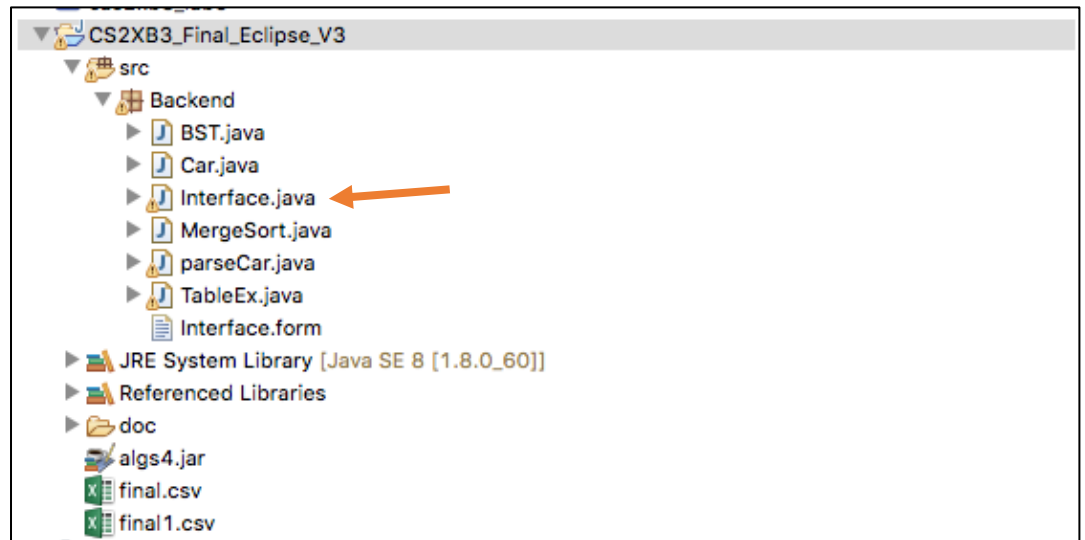 CS2XB3_Final_Eclipse_V3
src
Backend
BST.java
Car.java
Interface.java
MergeSort.java
parseCar.java
TableEx.java
Interface.form
JRE System Library [Java SE 8 [1.8.0_60]]
Referenced Libraries
doc
algs4.jar
final.csv
final1.csv